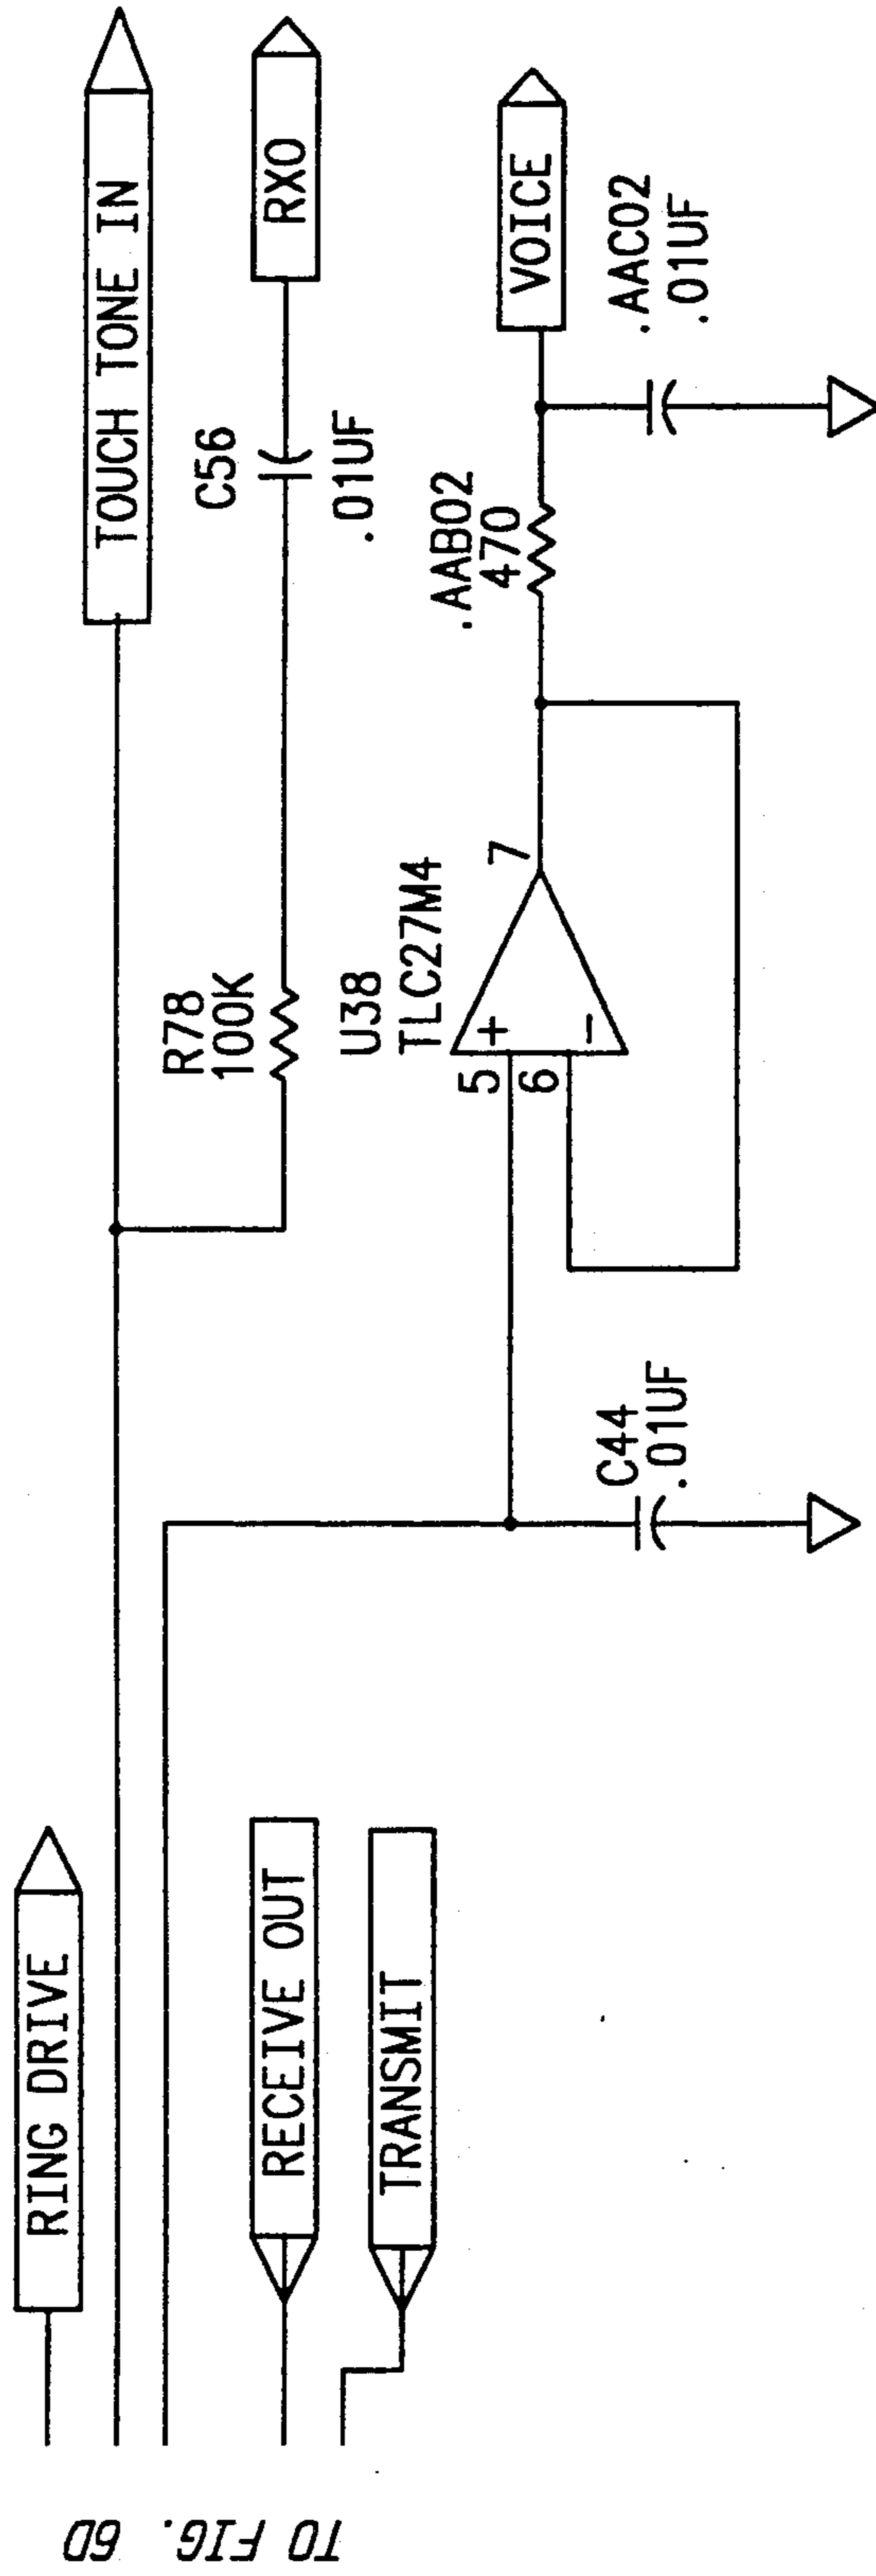 TOUCH TONE IN
RXO
C56
.01UF
R78
100K
VOICE
.AAC02
.01UF
.AAB02
470
U38
TLC27M4
5
6
7
+
-
C44
.01UF
RING DRIVE
RECEIVE OUT
TRANSMIT
TO FIG. 6D